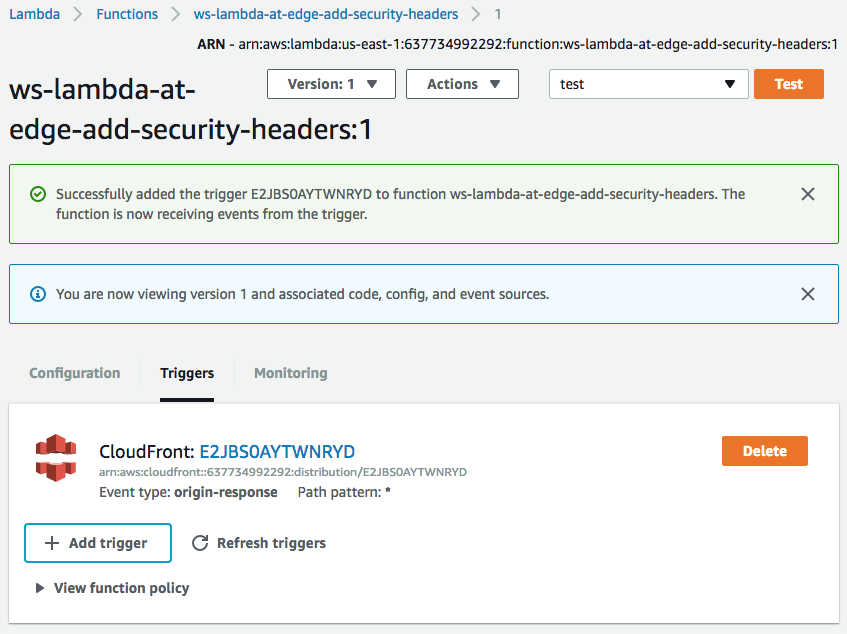 Lambda > Functions > ws-lambda-at-edge-add-security-headers > 1
ARN - arn:aws:lambda:us-east-1:637734992292:function:ws-lambda-at-edge-add-security-headers:1
ws-lambda-at-
edge-add-security-headers:1
Version: 1 Actions test Test
Successfully added the trigger E2JBS0AYTWNRYD to function ws-lambda-at-edge-add-security-headers. The
function is now receiving events from the trigger.
You are now viewing version 1 and associated code, config, and event sources.
Configuration Triggers Monitoring
CloudFront: E2JBS0AYTWNRYD
arn:aws:cloudfront::637734992292:distribution/E2JBS0AYTWNRYD
Event type: origin-response Path pattern: *
Delete
+ Add trigger Refresh triggers
View function policy